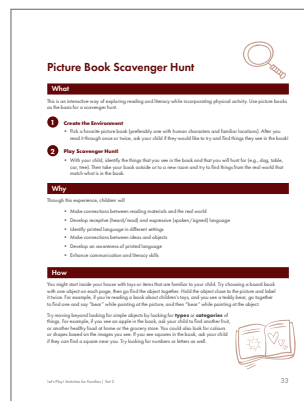 Picture Book Scavenger Hunt
What
This is an interactive way of exploring reading and literacy while incorporating physical activity. Use picture books
as the basis for a scavenger hunt.
1 Create the Environment
• Pick a favorite picture book (preferably one with human characters and familiar locations). After you
read it through once or twice, ask your child if they would like to try and find things they see in the book!
2 Play Scavenger Hunt!
• With your child, identify the things that you see in the book and that you will hunt for (e.g., dog, table,
car, tree). Then take your book outside or to a new room and try to find things from the real world that
match what is in the book.
Why
Through this experience, children will
• Make connections between reading materials and the real world
• Develop receptive (heard/read) and expressive (spoken/signed) language
• Identify printed language in different settings
• Make connections between ideas and objects
• Develop an awareness of printed language
• Enhance communication and literacy skills
How
You might start inside your house with toys or items that are familiar to your child. Try choosing a board book
with one object on each page, then go find the object together. Hold the object close to the picture and label
it twice. For example, if you're reading a book about children's toys, and you see a teddy bear, go together
to find one and say "bear" while pointing at the picture, and then "bear" while pointing at the object.
Try moving beyond looking for simple objects by looking for types or categories of
things. For example, if you see an apple in the book, ask your child to find another fruit,
or another healthy food at home or the grocery store. You could also look for colours
or shapes based on the images you see. If you see squares in the book, ask your child
if they can find a square near you. Try looking for numbers or letters as well.
Let's Play! Activities for Families | Set 2
33